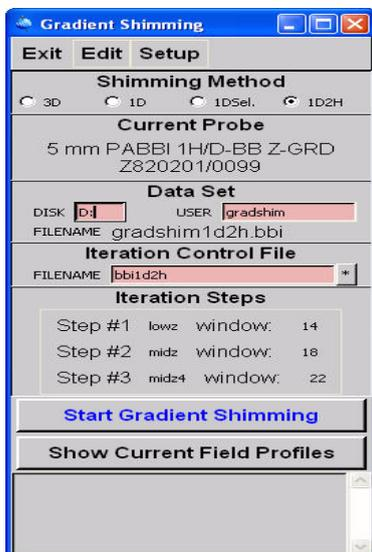 Gradient Shimming
Exit Edit Setup
Shimming Method
3D 1D 1DSel. 1D2H
Current Probe
5 mm PABBI 1H/D-BB Z-GRD
Z820201/0099
Data Set
DISK D: USER gradshim
FILENAME gradshim1d2h.bbi
Iteration Control File
FILENAME bbi1d2h *
Iteration Steps
Step #1 lowz window: 14
Step #2 midz window: 18
Step #3 midz4 window: 22
Start Gradient Shimming
Show Current Field Profiles